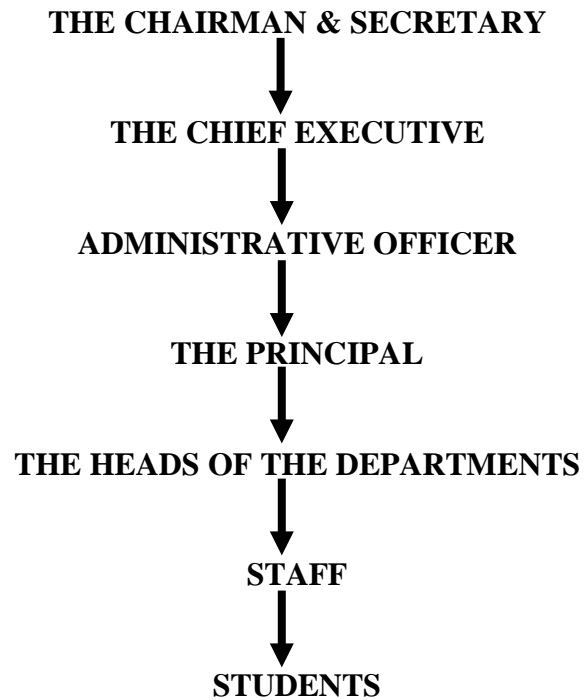 THE CHAIRMAN & SECRETARY
THE CHIEF EXECUTIVE
ADMINISTRATIVE OFFICER
THE PRINCIPAL
THE HEADS OF THE DEPARTMENTS
STAFF
STUDENTS